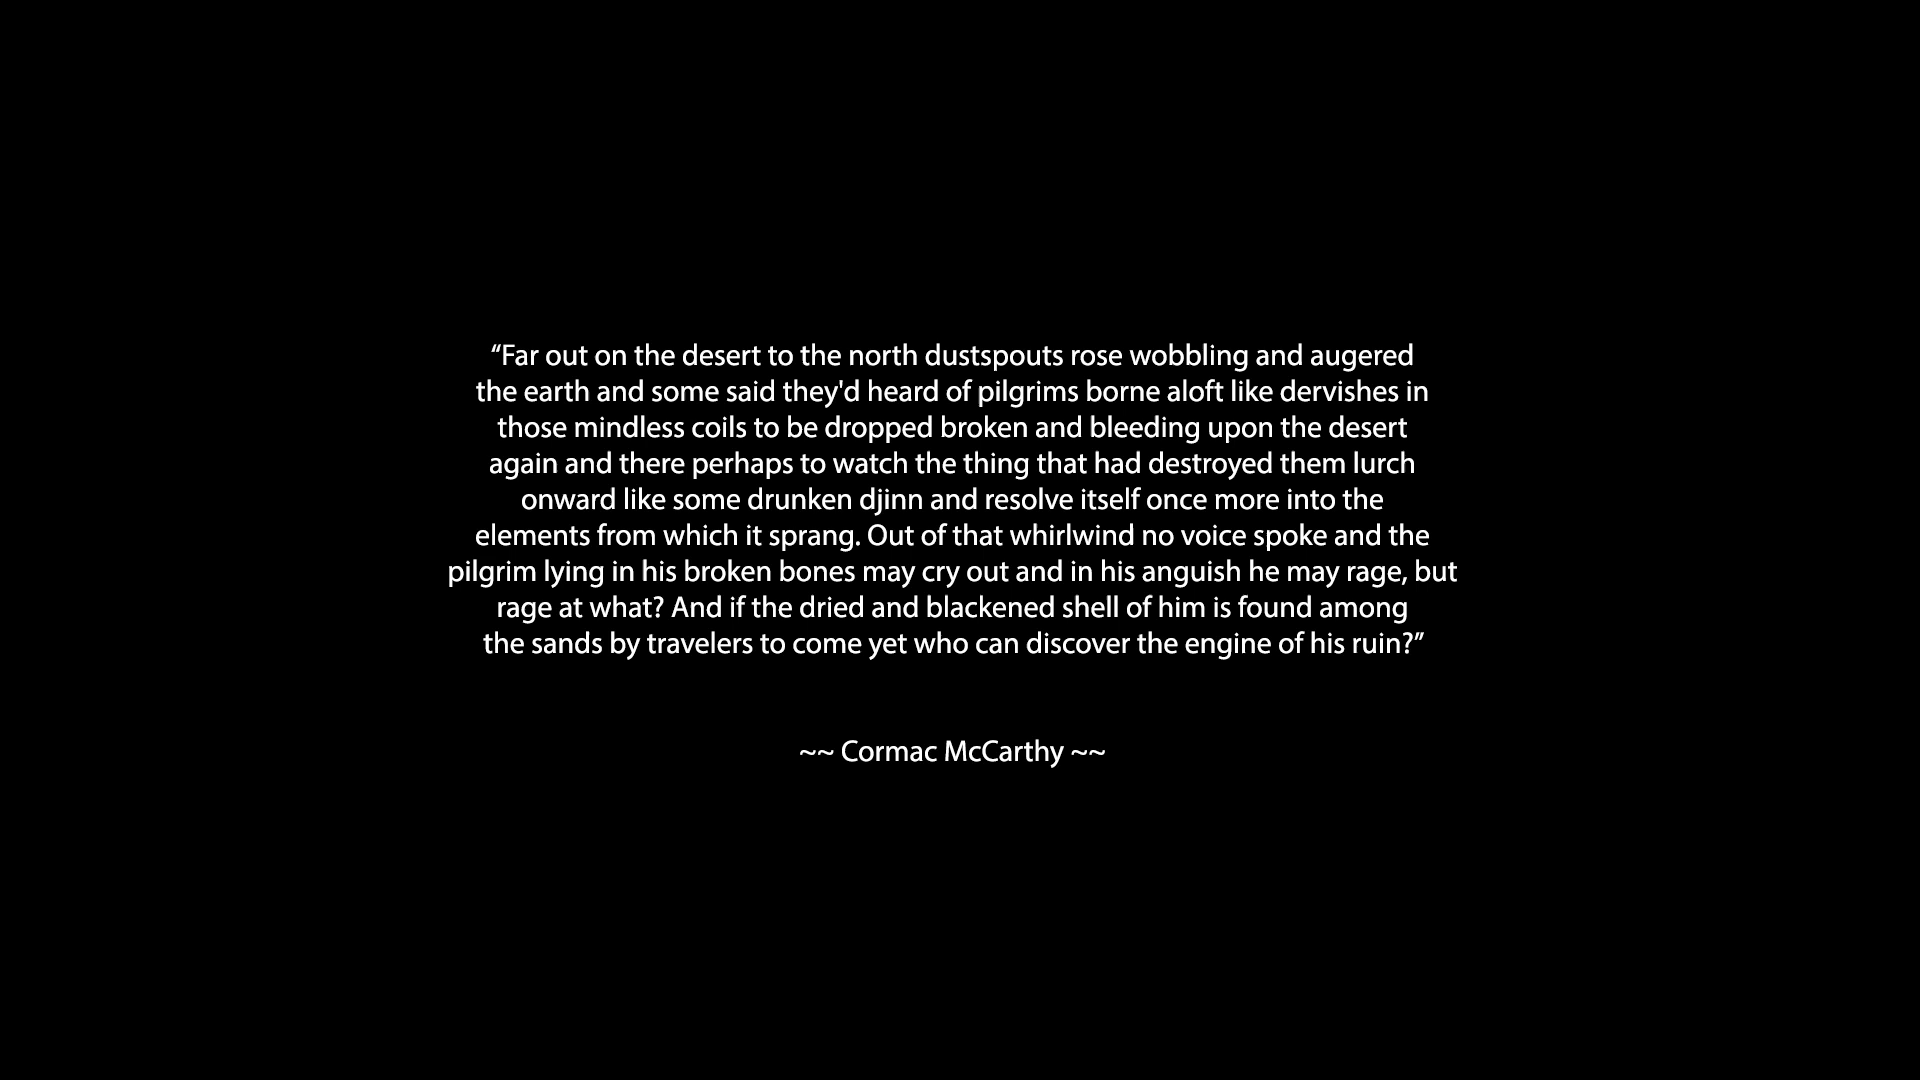 “Far out on the desert to the north dustspouts rose wobbling and augered
the earth and some said they'd heard of pilgrims borne aloft like dervishes in
those mindless coils to be dropped broken and bleeding upon the desert
again and there perhaps to watch the thing that had destroyed them lurch
onward like some drunken djinn and resolve itself once more into the
elements from which it sprang. Out of that whirlwind no voice spoke and the
pilgrim lying in his broken bones may cry out and in his anguish he may rage, but
rage at what? And if the dried and blackened shell of him is found among
the sands by travelers to come yet who can discover the engine of his ruin?”
~~ Cormac McCarthy ~~